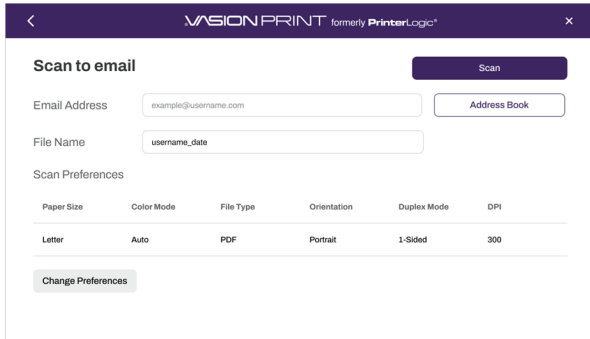 VASION PRINT formerly PrinterLogic®
Scan to email
Scan
Email Address
example@username.com
Address Book
File Name
username_date
Scan Preferences
Paper Size Color Mode File Type Orientation Duplex Mode DPI
Letter Auto PDF Portrait 1-Sided 300
Change Preferences